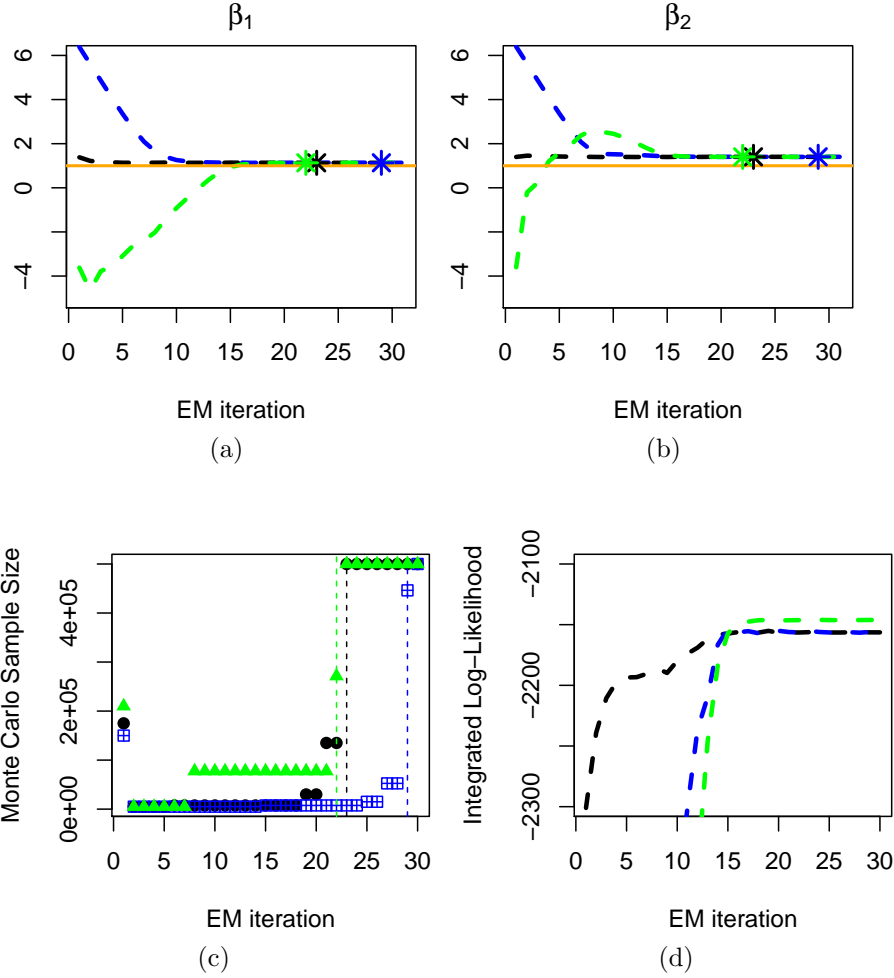 β1 β2
6
4
2
0
−4
0 5 10 15 20 25 30
EM iteration
(a)
6
4
2
0
−4
0 5 10 15 20 25 30
EM iteration
(b)
Monte Carlo Sample Size
4e+05
2e+05
0e+00
0 5 10 15 20 25 30
EM iteration
(c)
Integrated Log−Likelihood
−2100
−2200
−2300
0 5 10 15 20 25 30
EM iteration
(d)